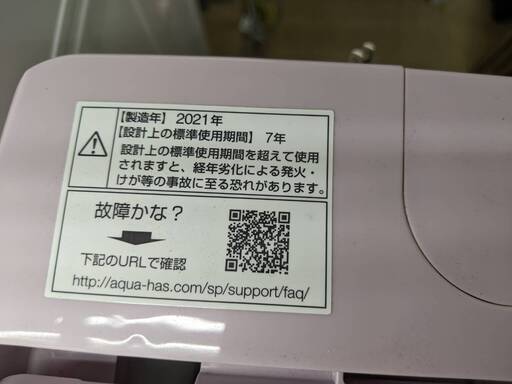 【製造年】 2021年
【設計上の標準使用期間】 7年
設計上の標準使用期間を超えて使用
されますと、経年劣化による発火・
けが等の事故に至る恐れがあります。
故障かな？
下記のURLで確認
http://aqua-has.com/sp/support/faq/